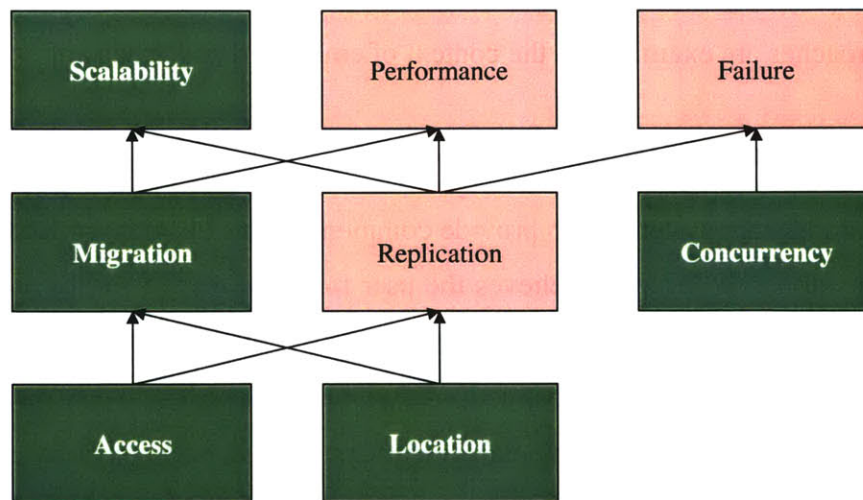 Scalability
Performance
Failure
Migration
Replication
Concurrency
Access
Location